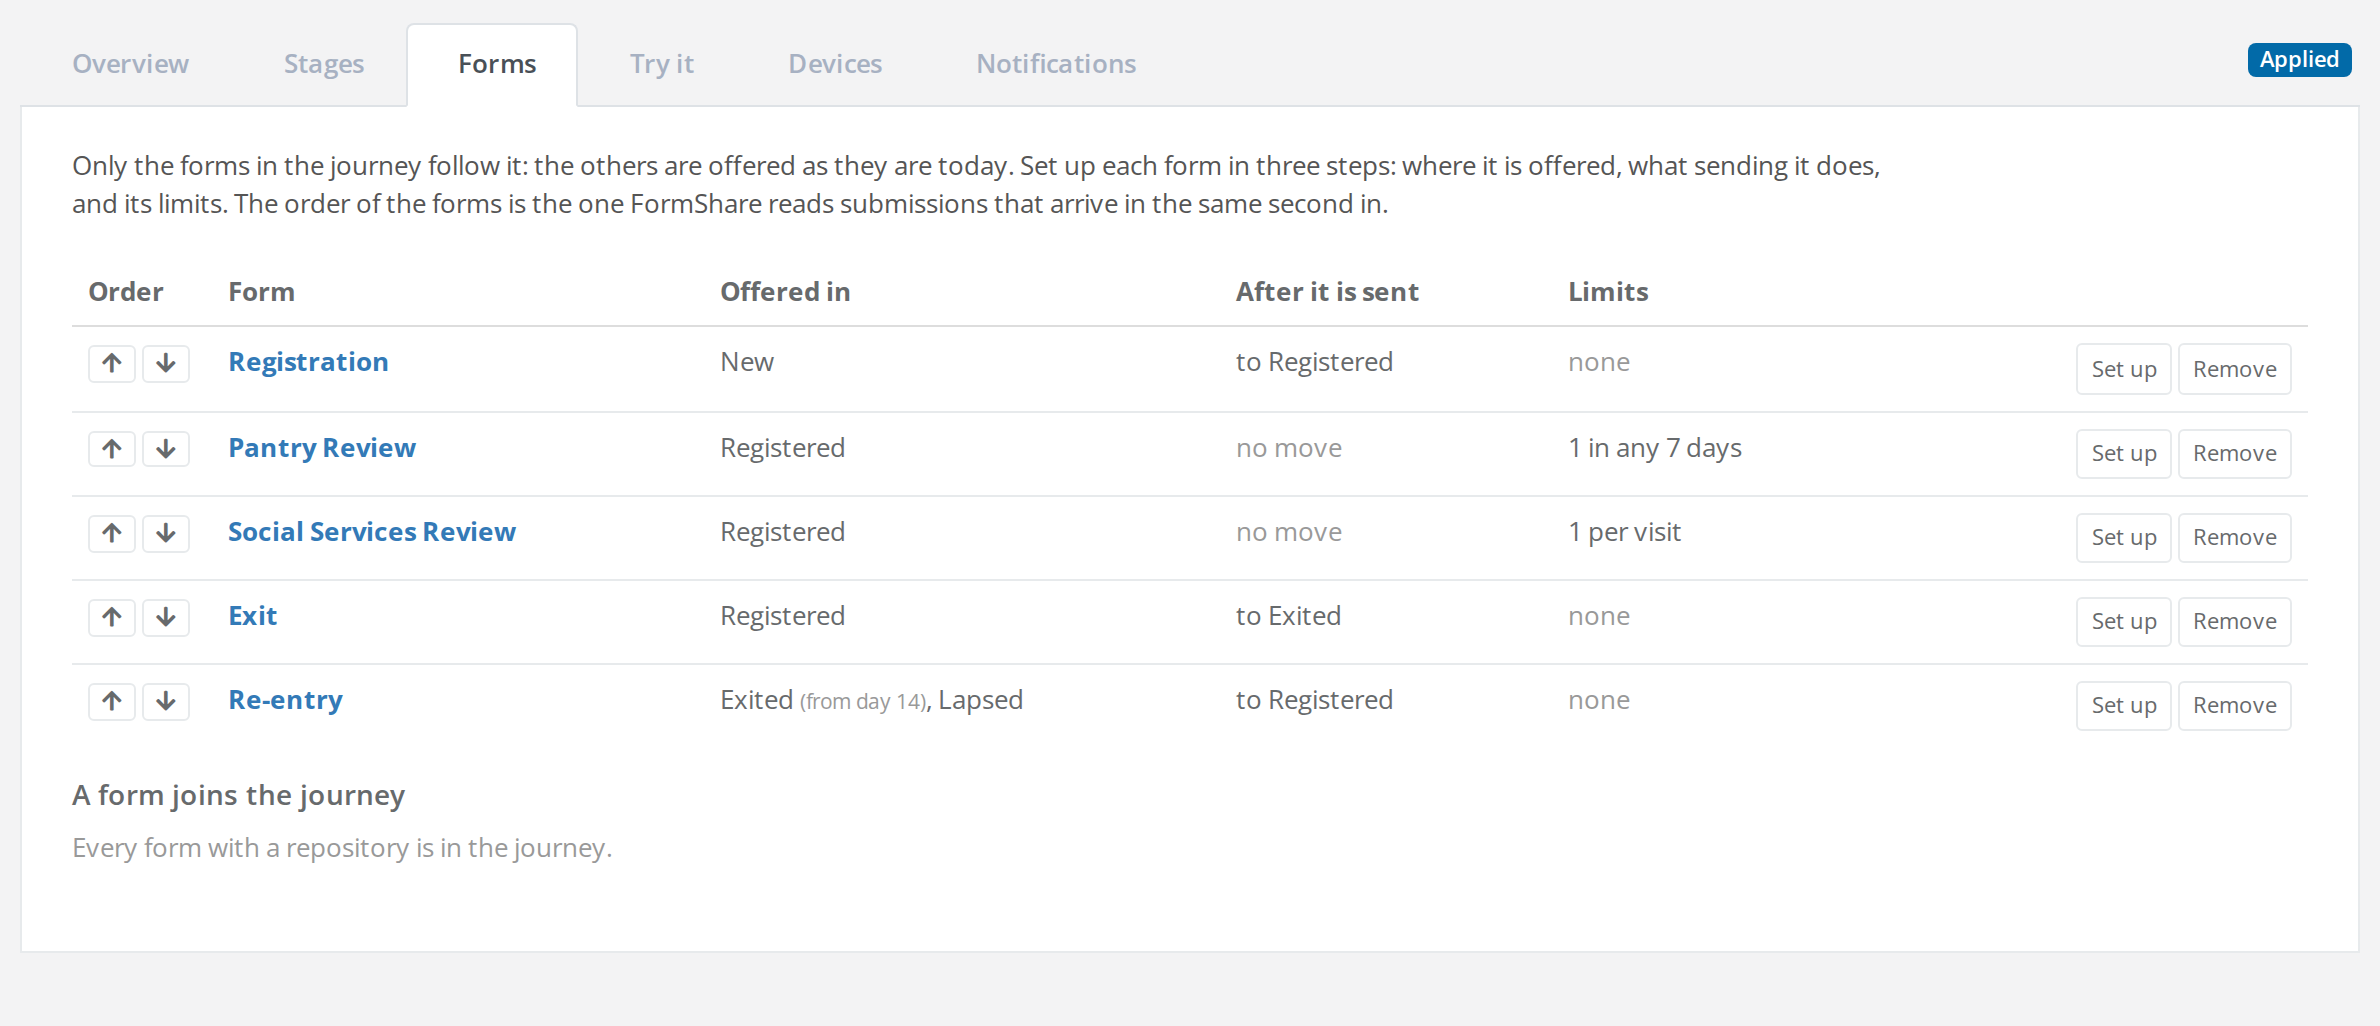 Overview Stages Forms Try it Devices Notifications Applied
Only the forms in the journey follow it: the others are offered as they are today. Set up each form in three steps: where it is offered, what sending it does,
and its limits. The order of the forms is the one FormShare reads submissions that arrive in the same second in.
Order Form Offered in After it is sent Limits
Registration New to Registered none Set up Remove
Pantry Review Registered no move 1 in any 7 days Set up Remove
Social Services Review Registered no move 1 per visit Set up Remove
Exit Registered to Exited none Set up Remove
Re-entry Exited (from day 14), Lapsed to Registered none Set up Remove
A form joins the journey
Every form with a repository is in the journey.